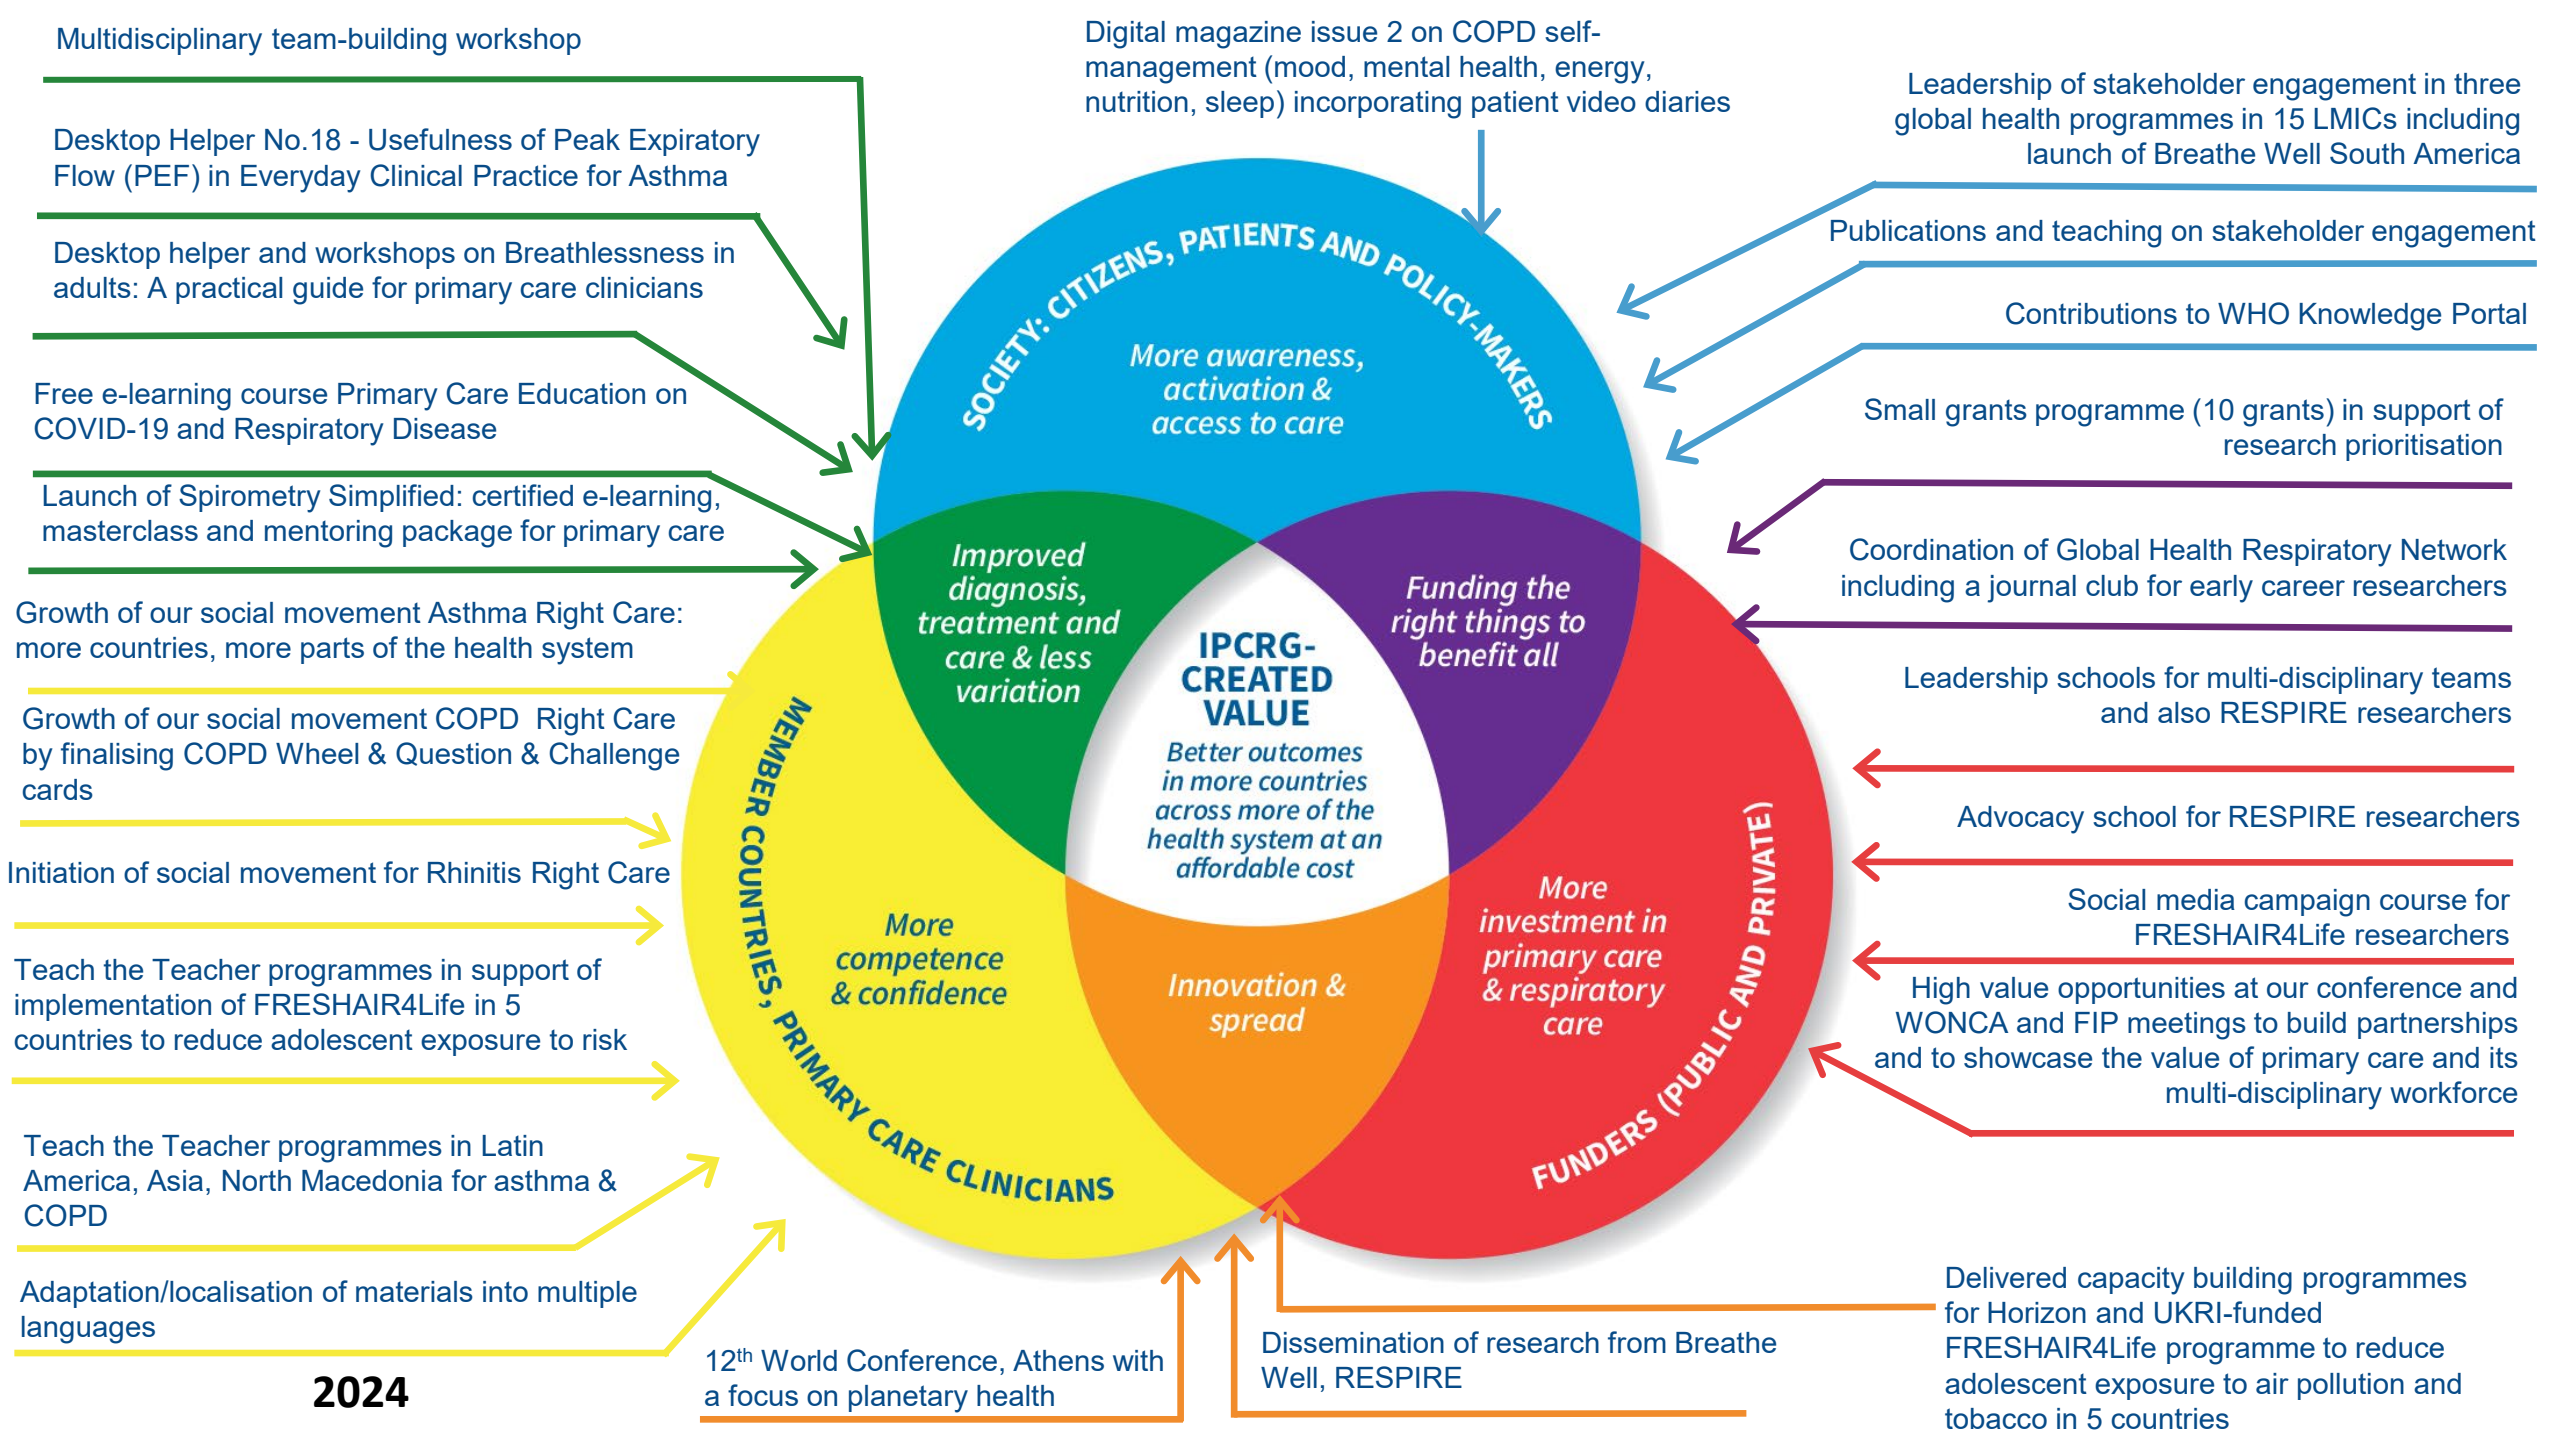 Multidisciplinary team-building workshop
Desktop Helper No.18 - Usefulness of Peak Expiratory
Flow (PEF) in Everyday Clinical Practice for Asthma
Desktop helper and workshops on Breathlessness in
adults: A practical guide for primary care clinicians
Free e-learning course Primary Care Education on
COVID-19 and Respiratory Disease
Launch of Spirometry Simplified: certified e-learning,
masterclass and mentoring package for primary care
Growth of our social movement Asthma Right Care:
more countries, more parts of the health system
Growth of our social movement COPD  Right Care
by finalising COPD Wheel & Question & Challenge
cards
Initiation of social movement for Rhinitis Right Care
Teach the Teacher programmes in support of
implementation of FRESHAIR4Life in 5
countries to reduce adolescent exposure to risk
Teach the Teacher programmes in Latin
America, Asia, North Macedonia for asthma &
COPD
Adaptation/localisation of materials into multiple
languages
2024
Digital magazine issue 2 on COPD self-
management (mood, mental health, energy,
nutrition, sleep) incorporating patient video diaries
SOCIETY: CITIZENS, PATIENTS AND POLICY-MAKERS
More awareness,
activation &
access to care
Improved
diagnosis,
treatment and
care & less
variation
Funding the
right things to
benefit all
IPCRG-
CREATED
VALUE
Better outcomes
in more countries
across more of the
health system at an
affordable cost
MEMBER COUNTRIES, PRIMARY CARE CLINICIANS
More
competence
& confidence
Innovation &
spread
More
investment in
primary care
& respiratory
care
FUNDERS (PUBLIC AND PRIVATE)
Leadership of stakeholder engagement in three
global health programmes in 15 LMICs including
launch of Breathe Well South America
Publications and teaching on stakeholder engagement
Contributions to WHO Knowledge Portal
Small grants programme (10 grants) in support of
research prioritisation
Coordination of Global Health Respiratory Network
including a journal club for early career researchers
Leadership schools for multi-disciplinary teams
and also RESPIRE researchers
Advocacy school for RESPIRE researchers
Social media campaign course for
FRESHAIR4Life researchers
High value opportunities at our conference and
WONCA and FIP meetings to build partnerships
and to showcase the value of primary care and its
multi-disciplinary workforce
12th World Conference, Athens with
a focus on planetary health
Dissemination of research from Breathe
Well, RESPIRE
Delivered capacity building programmes
for Horizon and UKRI-funded
FRESHAIR4Life programme to reduce
adolescent exposure to air pollution and
tobacco in 5 countries